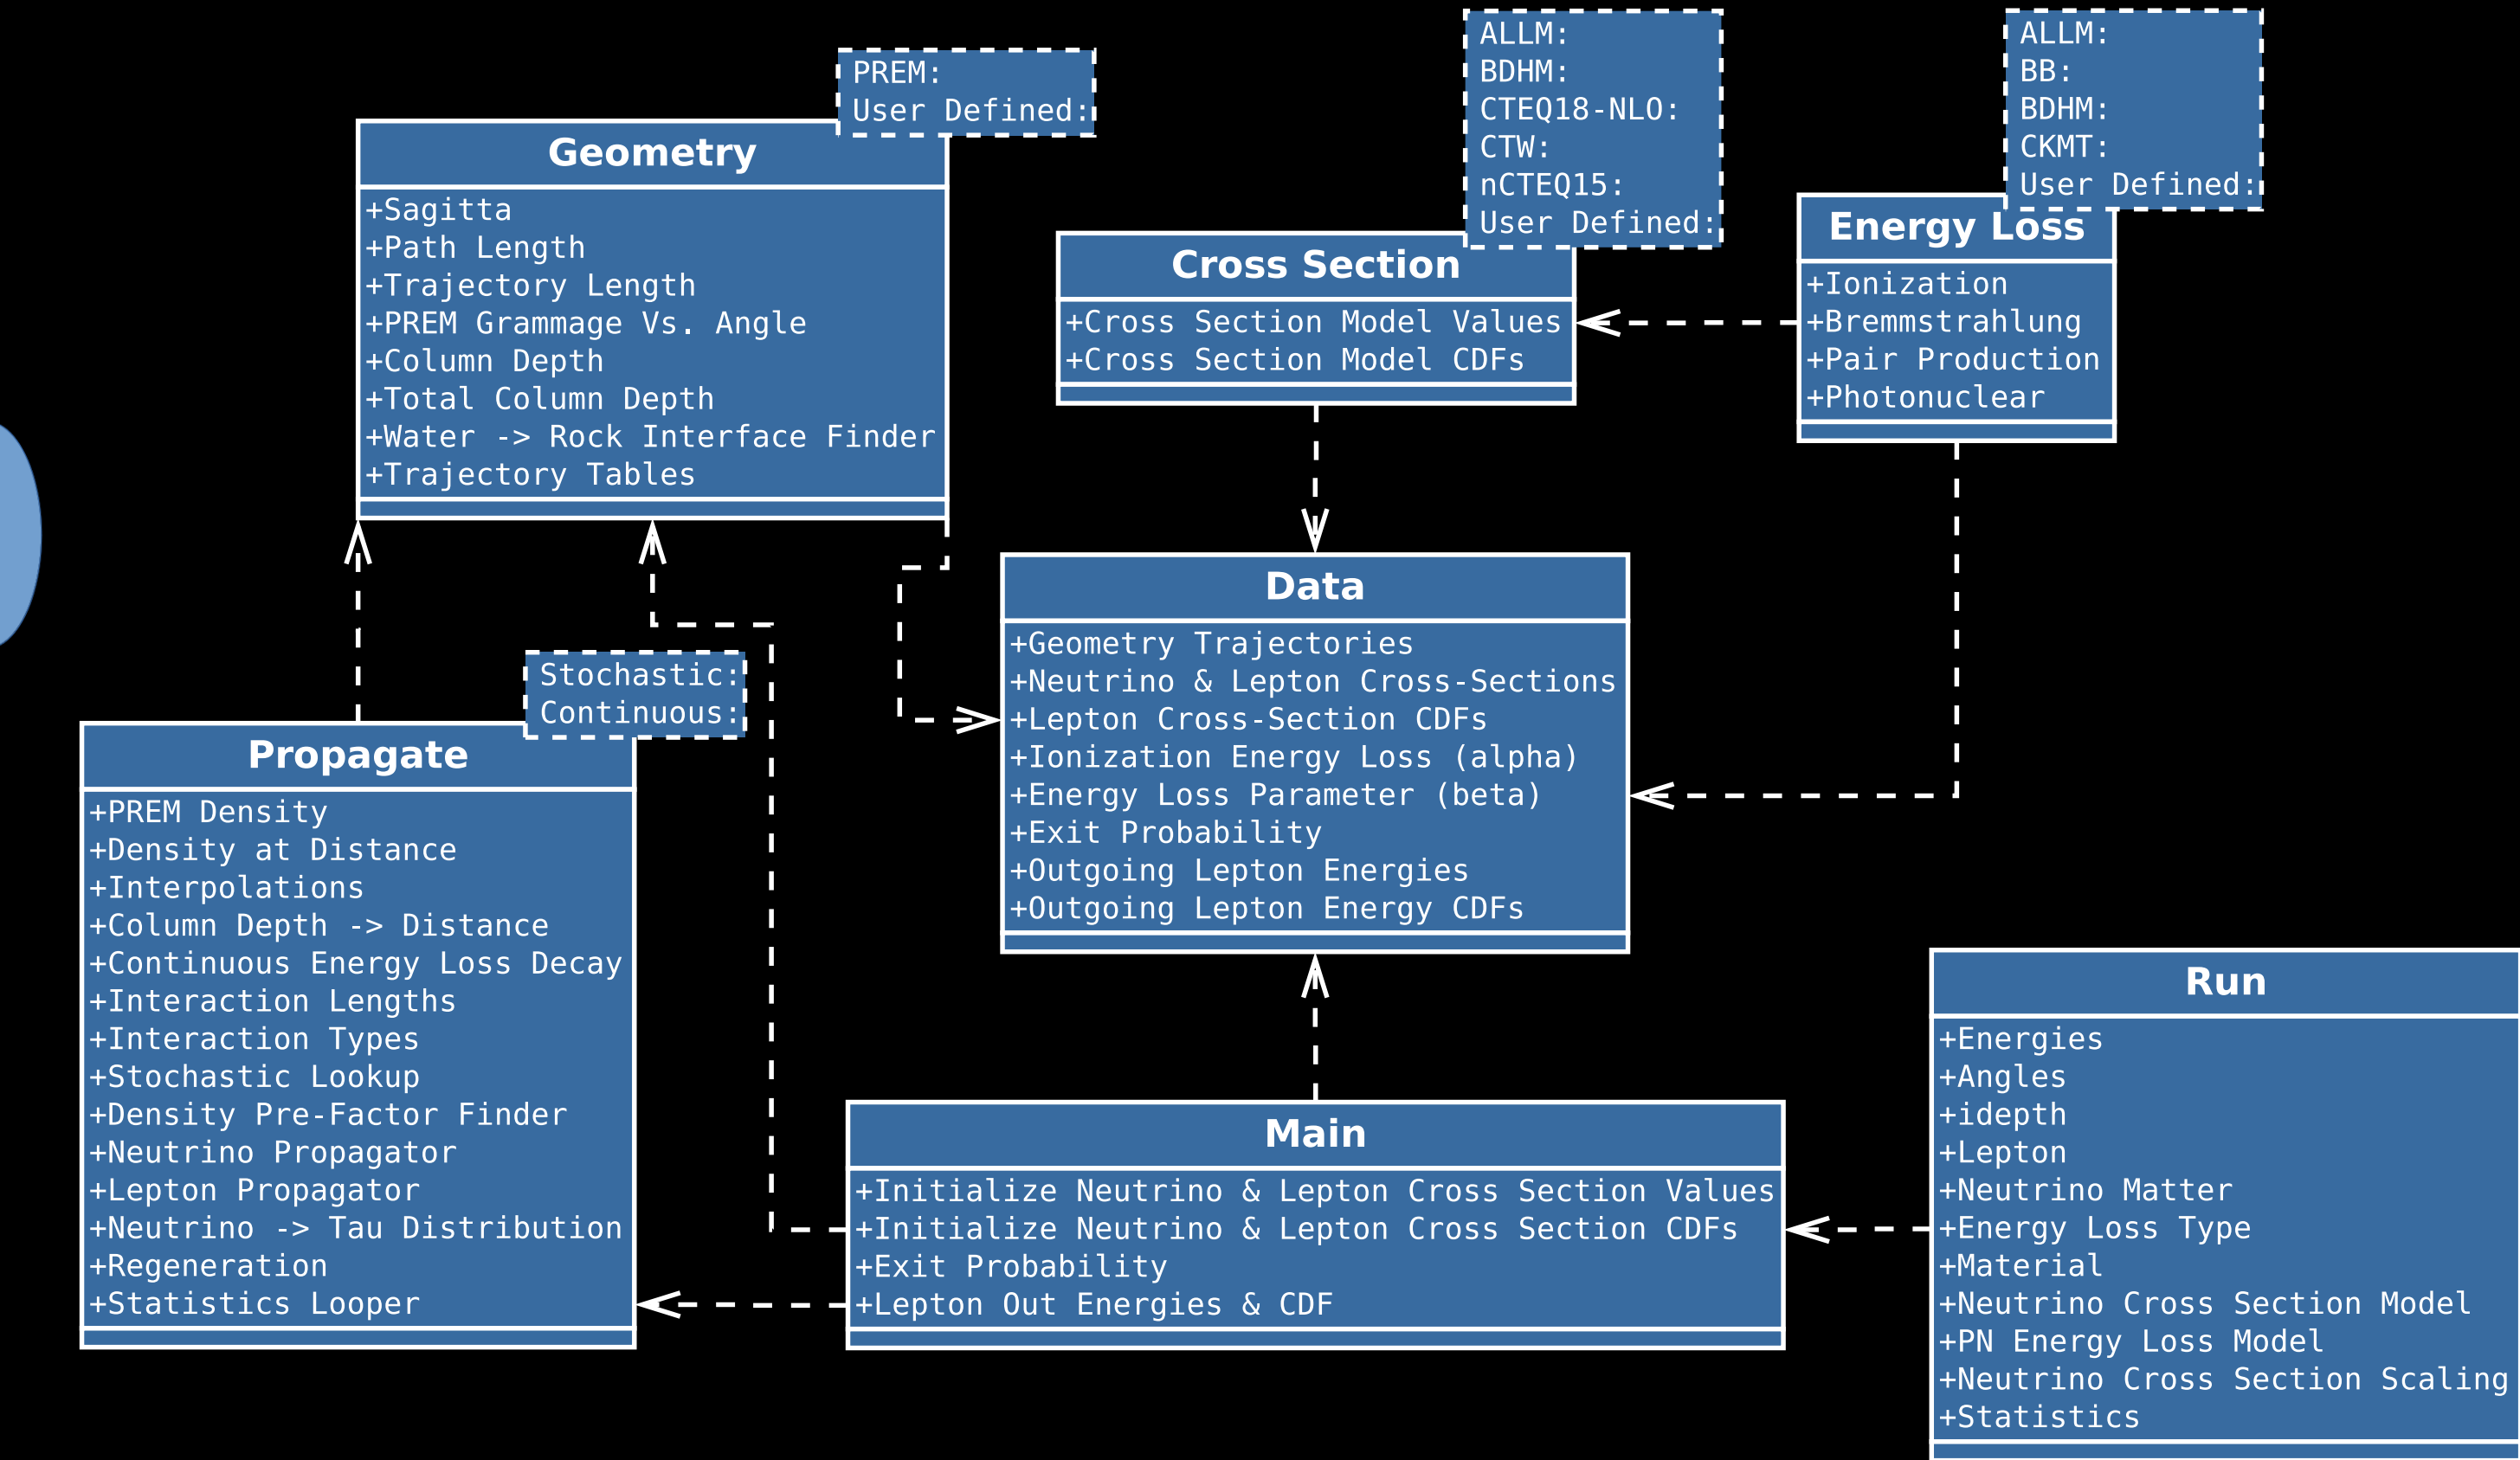 PREM:
User Defined:
Geometry
+Sagitta
+Path Length
+Trajectory Length
+PREM Grammage Vs. Angle
+Column Depth
+Total Column Depth
+Water -> Rock Interface Finder
+Trajectory Tables
ALLM:
BDHM:
CTEQ18-NLO:
CTW:
nCTEQ15:
User Defined:
Cross Section
+Cross Section Model Values
+Cross Section Model CDFs
ALLM:
BB:
BDHM:
CKMT:
User Defined:
Energy Loss
+Ionization
+Bremmstrahlung
+Pair Production
+Photonuclear
Data
+Geometry Trajectories
+Neutrino & Lepton Cross-Sections
+Lepton Cross-Section CDFs
+Ionization Energy Loss (alpha)
+Energy Loss Parameter (beta)
+Exit Probability
+Outgoing Lepton Energies
+Outgoing Lepton Energy CDFs
Stochastic:
Continuous:
Propagate
+PREM Density
+Density at Distance
+Interpolations
+Column Depth -> Distance
+Continuous Energy Loss Decay
+Interaction Lengths
+Interaction Types
+Stochastic Lookup
+Density Pre-Factor Finder
+Neutrino Propagator
+Lepton Propagator
+Neutrino -> Tau Distribution
+Regeneration
+Statistics Looper
Main
+Initialize Neutrino & Lepton Cross Section Values
+Initialize Neutrino & Lepton Cross Section CDFs
+Exit Probability
+Lepton Out Energies & CDF
Run
+Energies
+Angles
+idepth
+Lepton
+Neutrino Matter
+Energy Loss Type
+Material
+Neutrino Cross Section Model
+PN Energy Loss Model
+Neutrino Cross Section Scaling
+Statistics